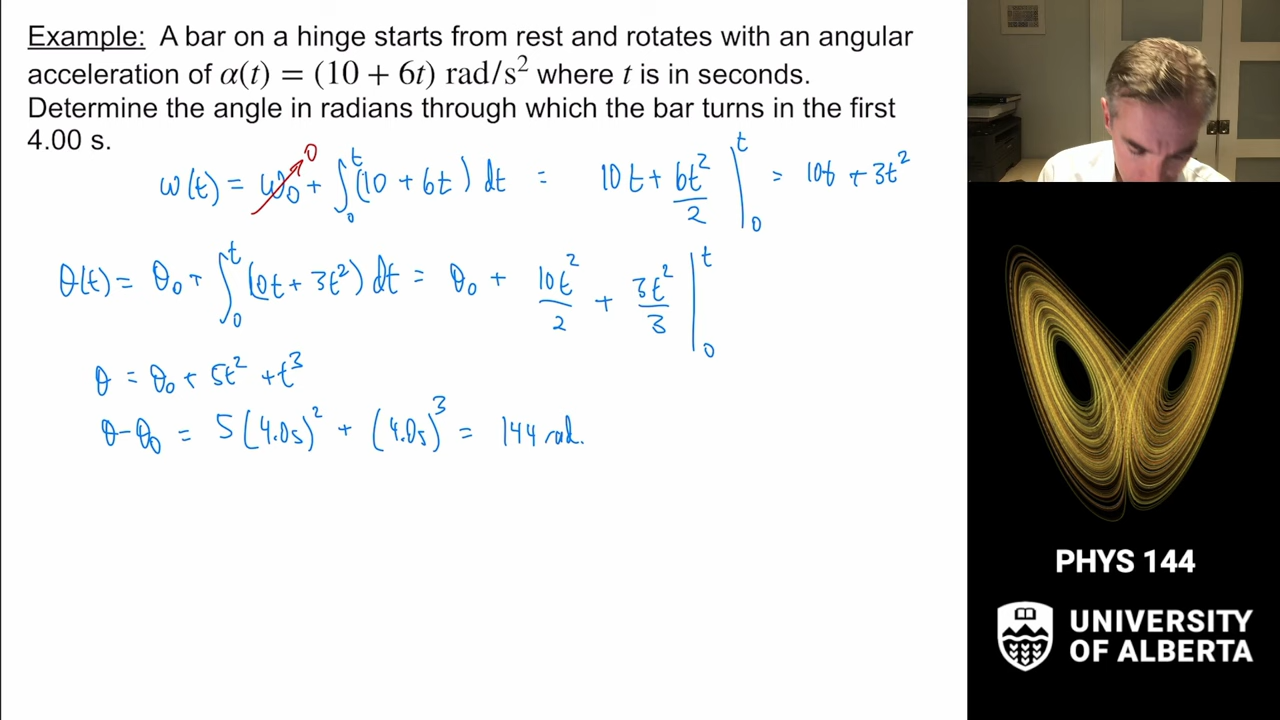 Example: A bar on a hinge starts from rest and rotates with an angular
acceleration of α(t) = (10 + 6t) rad/s² where t is in seconds.
Determine the angle in radians through which the bar turns in the first
4.00 s.
ω(t) = ω₀ ↗ 0 + ∫₀ᵗ (10 + 6t) dt = 10t + 6t²/2 |₀ᵗ = 10t + 3t²
θ(t) = θ₀ + ∫₀ᵗ (10t + 3t²) dt = θ₀ + 10t²/2 + 3t²/3 |₀ᵗ
θ = θ₀ + 5t² + t³
θ-θ₀ = 5(4.0s)² + (4.0s)³ = 144 rad.
PHYS 144
UNIVERSITY
OF ALBERTA